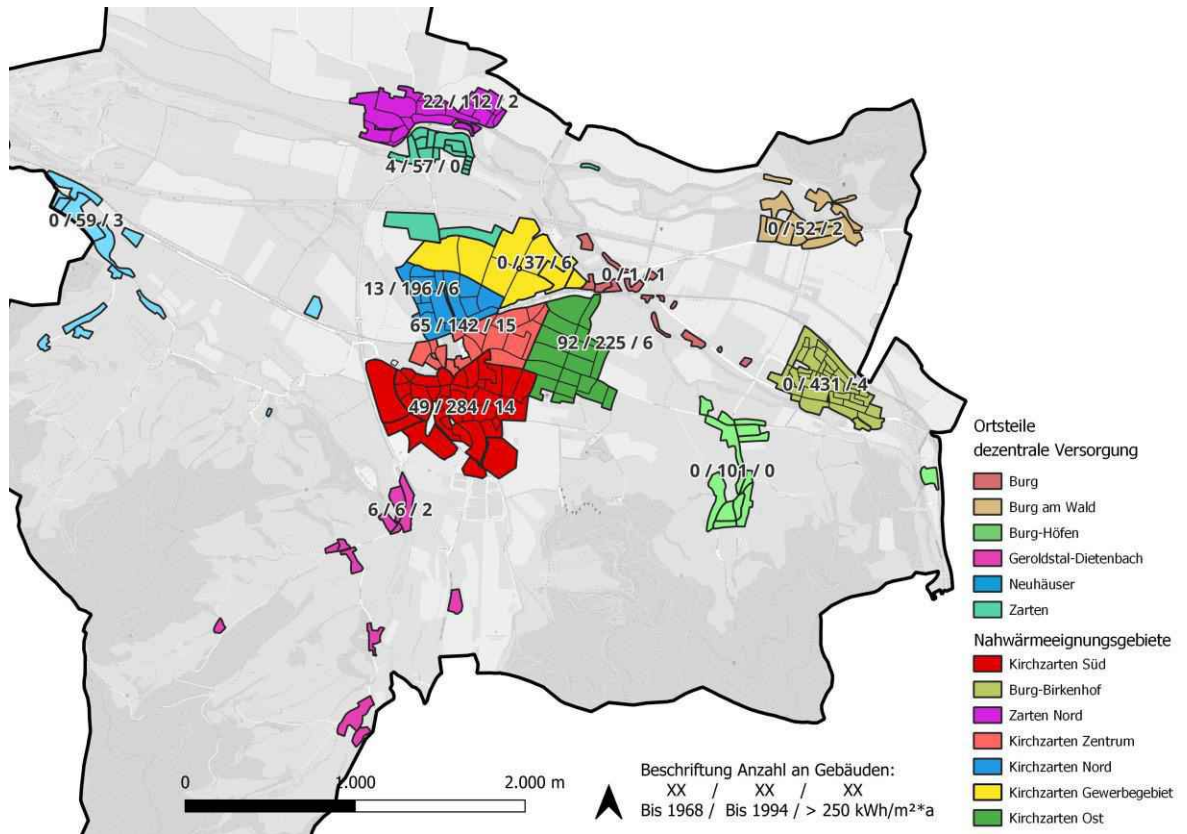 22 / 112 / 2
4 / 57 / 0
0 / 59 / 3
0 / 52 / 2
0 / 37 / 6
0 / 1 / 1
13 / 196 / 6
65 / 142 / 15
92 / 225 / 6
0 / 431 / 4
49 / 284 / 14
0 / 101 / 0
6 / 6 / 2
Ortsteile
dezentrale Versorgung
Burg
Burg am Wald
Burg-Höfen
Geroldstal-Dietenbach
Neuhäuser
Zarten
Nahwärmeeignungsgebiete
Kirchzarten Süd
Burg-Birkenhof
Zarten Nord
Kirchzarten Zentrum
Kirchzarten Nord
Kirchzarten Gewerbegebiet
Kirchzarten Ost
0 1.000 2.000 m
Beschriftung Anzahl an Gebäuden:
XX / XX / XX
Bis 1968 / Bis 1994 / > 250 kWh/m²*a